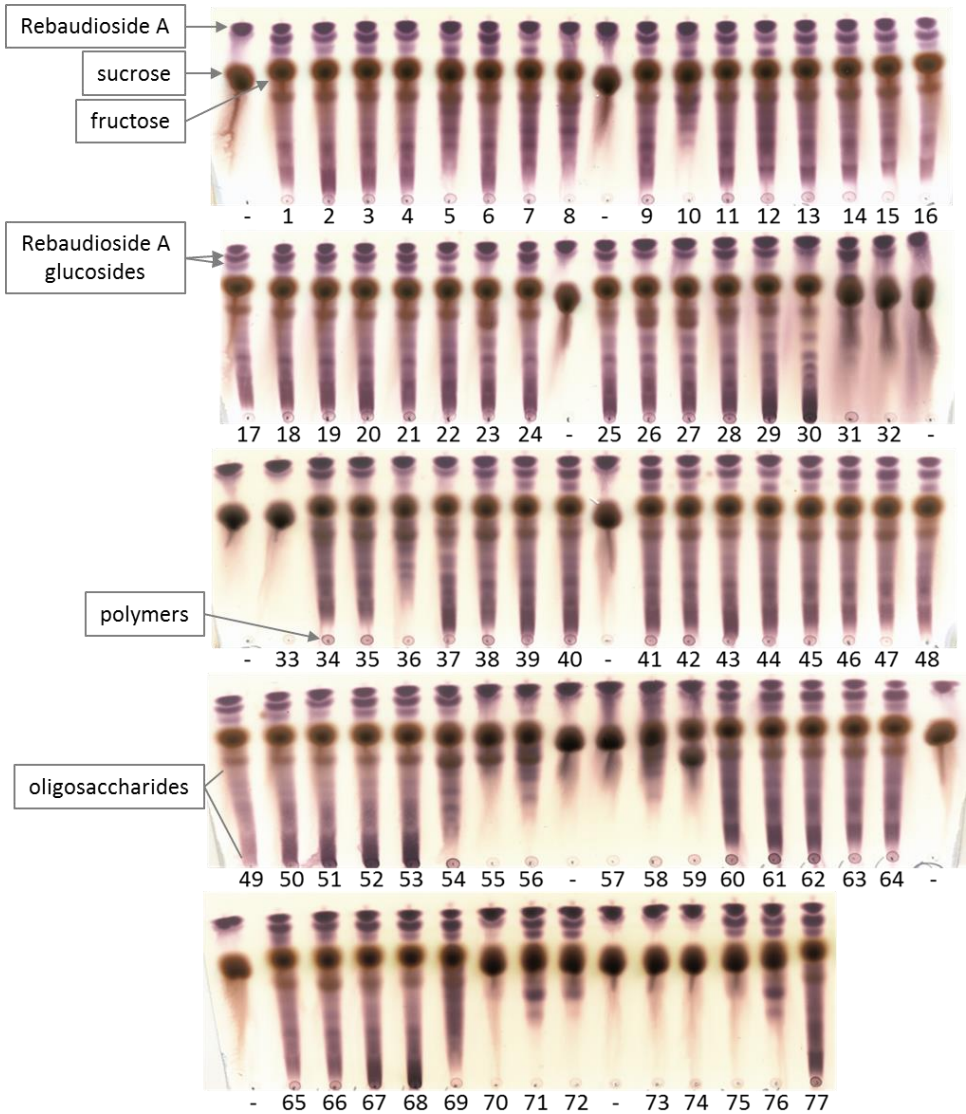 Rebaudioside A
sucrose
fructose
- 1 2 3 4 5 6 7 8 - 9 10 11 12 13 14 15 16
Rebaudioside A
glucosides
17 18 19 20 21 22 23 24 - 25 26 27 28 29 30 31 32 -
polymers
- 33 34 35 36 37 38 39 40 - 41 42 43 44 45 46 47 48
oligosaccharides
49 50 51 52 53 54 55 56 - 57 58 59 60 61 62 63 64 -
- 65 66 67 68 69 70 71 72 - 73 74 75 76 77